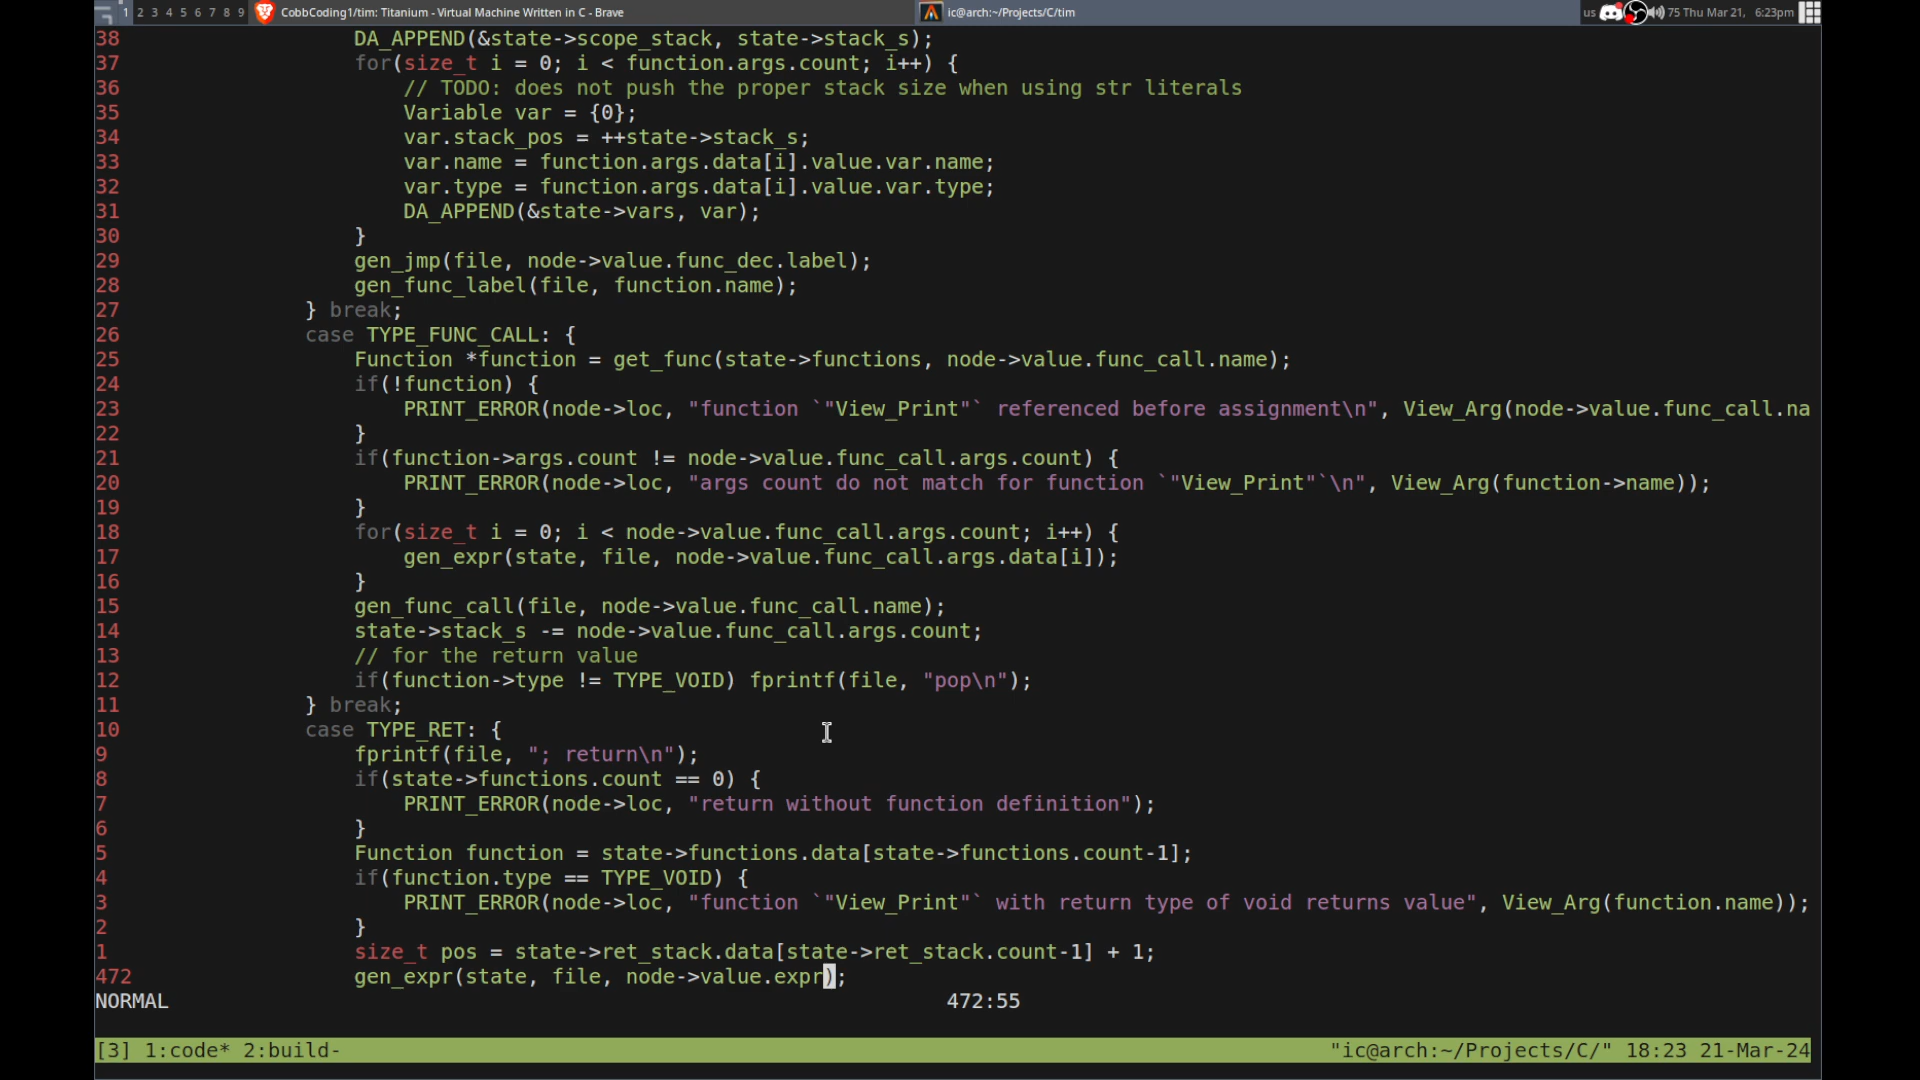 1 2 3 4 5 6 7 8 9 CobbCoding1/tim: Titanium - Virtual Machine Written in C - Brave ic@arch:~/Projects/C/tim us 75 Thu Mar 21, 6:23pm
38 DA_APPEND(&state->scope_stack, state->stack_s);
37 for(size_t i = 0; i < function.args.count; i++) {
36 // TODO: does not push the proper stack size when using str literals
35 Variable var = {0};
34 var.stack_pos = ++state->stack_s;
33 var.name = function.args.data[i].value.var.name;
32 var.type = function.args.data[i].value.var.type;
31 DA_APPEND(&state->vars, var);
30 }
29 gen_jmp(file, node->value.func_dec.label);
28 gen_func_label(file, function.name);
27 } break;
26 case TYPE_FUNC_CALL: {
25 Function *function = get_func(state->functions, node->value.func_call.name);
24 if(!function) {
23 PRINT_ERROR(node->loc, "function `"View_Print"` referenced before assignment\n", View_Arg(node->value.func_call.na
22 }
21 if(function->args.count != node->value.func_call.args.count) {
20 PRINT_ERROR(node->loc, "args count do not match for function `"View_Print"`\n", View_Arg(function->name));
19 }
18 for(size_t i = 0; i < node->value.func_call.args.count; i++) {
17 gen_expr(state, file, node->value.func_call.args.data[i]);
16 }
15 gen_func_call(file, node->value.func_call.name);
14 state->stack_s -= node->value.func_call.args.count;
13 // for the return value
12 if(function->type != TYPE_VOID) fprintf(file, "pop\n");
11 } break;
10 case TYPE_RET: {
9 fprintf(file, "; return\n");
8 if(state->functions.count == 0) {
7 PRINT_ERROR(node->loc, "return without function definition");
6 }
5 Function function = state->functions.data[state->functions.count-1];
4 if(function.type == TYPE_VOID) {
3 PRINT_ERROR(node->loc, "function `"View_Print"` with return type of void returns value", View_Arg(function.name));
2 }
1 size_t pos = state->ret_stack.data[state->ret_stack.count-1] + 1;
472 gen_expr(state, file, node->value.expr);
NORMAL 472:55
[3] 1:code* 2:build- "ic@arch:~/Projects/C/" 18:23 21-Mar-24